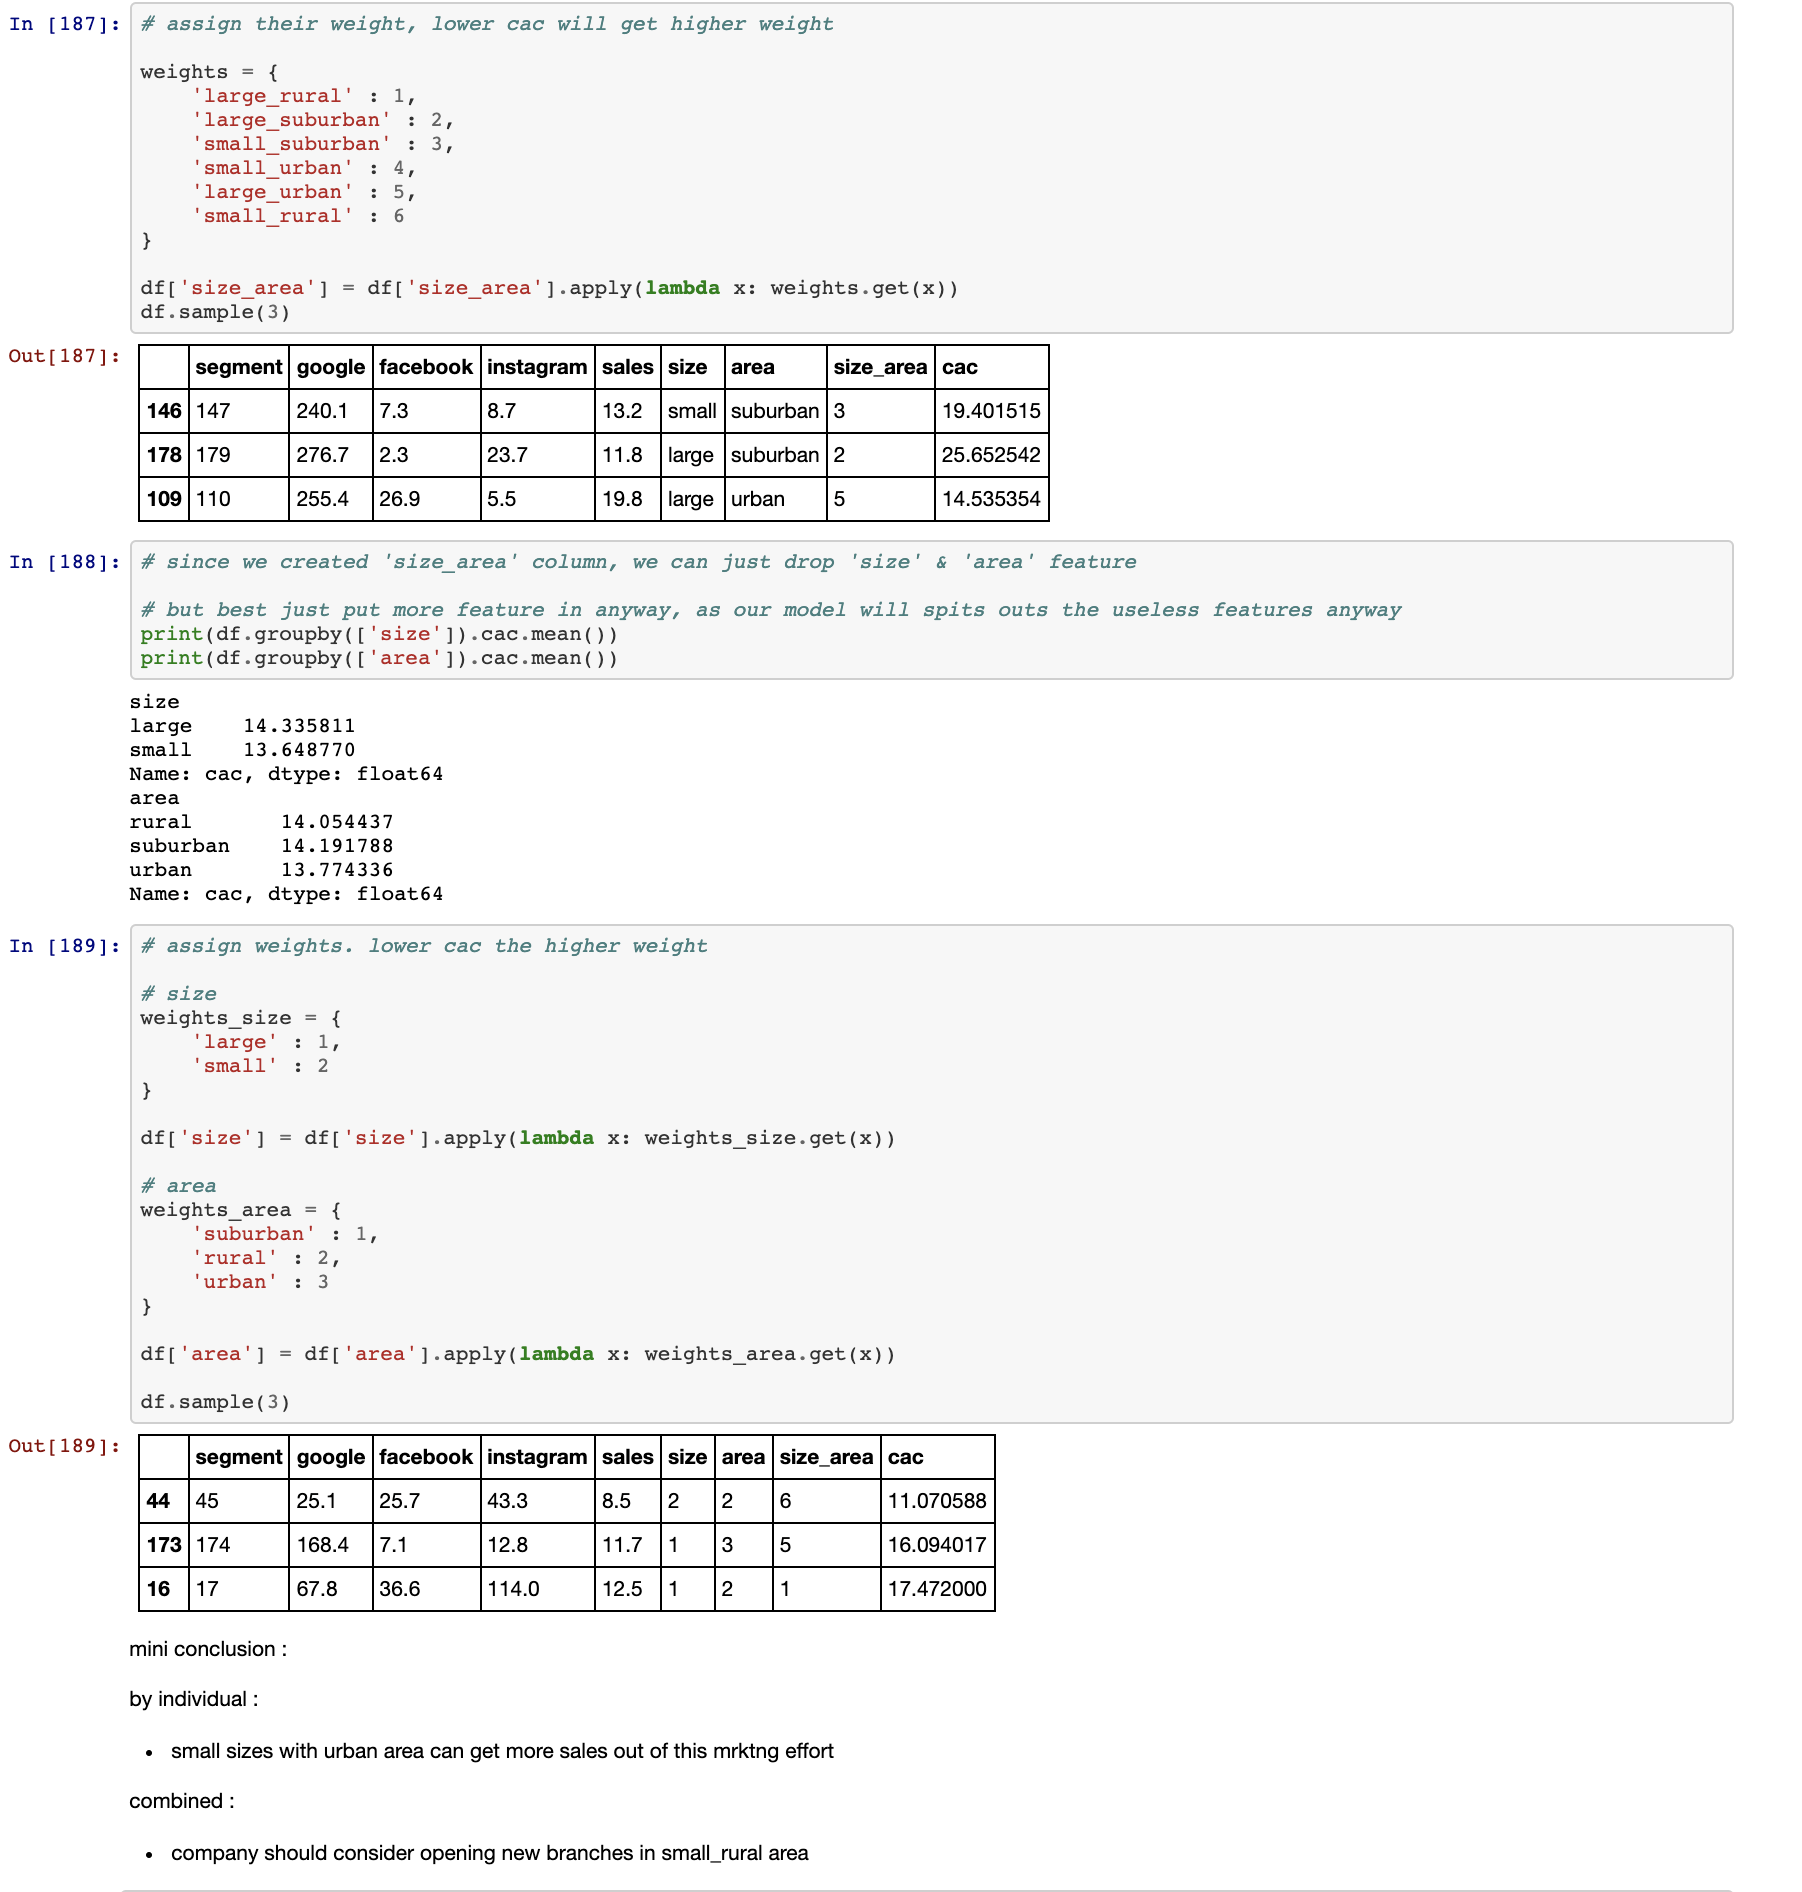 In [187]: # assign their weight, lower cac will get higher weight
weights = {
'large_rural' : 1,
'large_suburban' : 2,
'small_suburban' : 3,
'small_urban' : 4,
'large_urban' : 5,
'small_rural' : 6
}
df['size_area'] = df['size_area'].apply(lambda x: weights.get(x))
df.sample(3)
Out[187]:
segment google facebook instagram sales size area size_area cac
146 147 240.1 7.3 8.7 13.2 small suburban 3 19.401515
178 179 276.7 2.3 23.7 11.8 large suburban 2 25.652542
109 110 255.4 26.9 5.5 19.8 large urban 5 14.535354
In [188]: # since we created 'size_area' column, we can just drop 'size' & 'area' feature
# but best just put more feature in anyway, as our model will spits outs the useless features anyway
print(df.groupby(['size']).cac.mean())
print(df.groupby(['area']).cac.mean())
size
large 14.335811
small 13.648770
Name: cac, dtype: float64
area
rural 14.054437
suburban 14.191788
urban 13.774336
Name: cac, dtype: float64
In [189]: # assign weights. lower cac the higher weight
# size
weights_size = {
'large' : 1,
'small' : 2
}
df['size'] = df['size'].apply(lambda x: weights_size.get(x))
# area
weights_area = {
'suburban' : 1,
'rural' : 2,
'urban' : 3
}
df['area'] = df['area'].apply(lambda x: weights_area.get(x))
df.sample(3)
Out[189]:
segment google facebook instagram sales size area size_area cac
44 45 25.1 25.7 43.3 8.5 2 2 6 11.070588
173 174 168.4 7.1 12.8 11.7 1 3 5 16.094017
16 17 67.8 36.6 114.0 12.5 1 2 1 17.472000
mini conclusion :
by individual :
• small sizes with urban area can get more sales out of this mrktng effort
combined :
• company should consider opening new branches in small_rural area